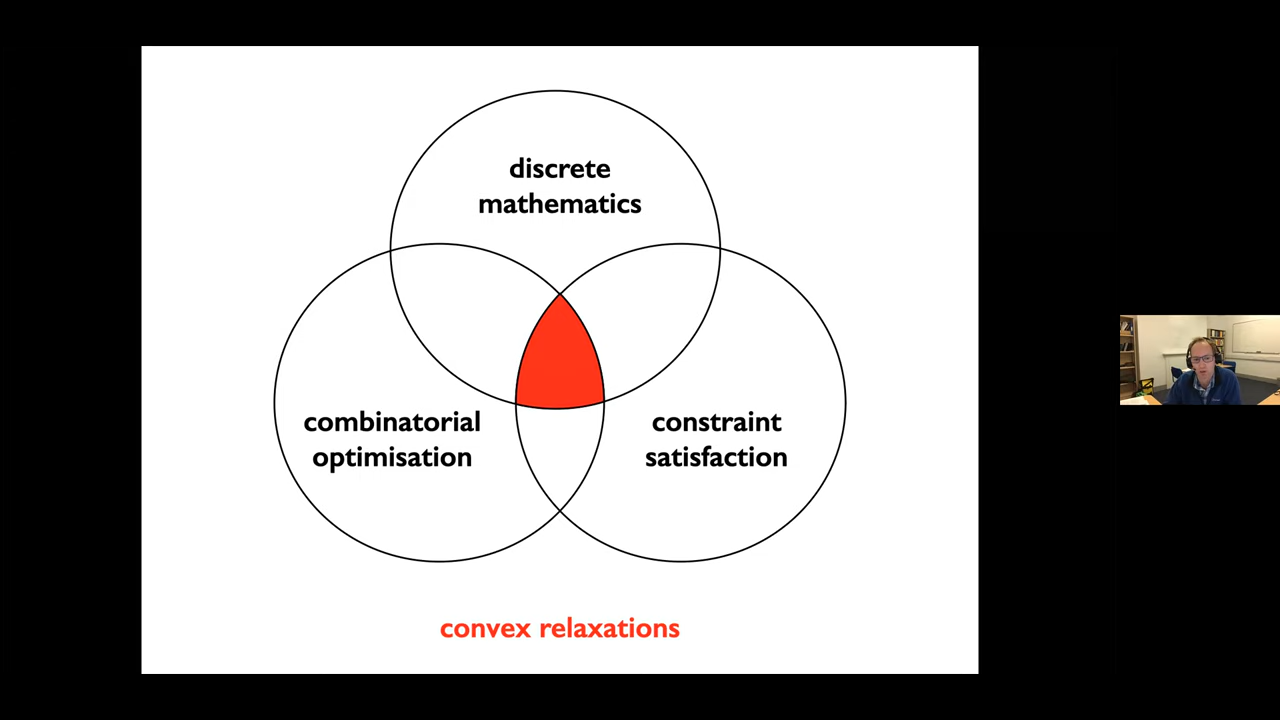 discrete
mathematics
combinatorial
optimisation
constraint
satisfaction
convex relaxations